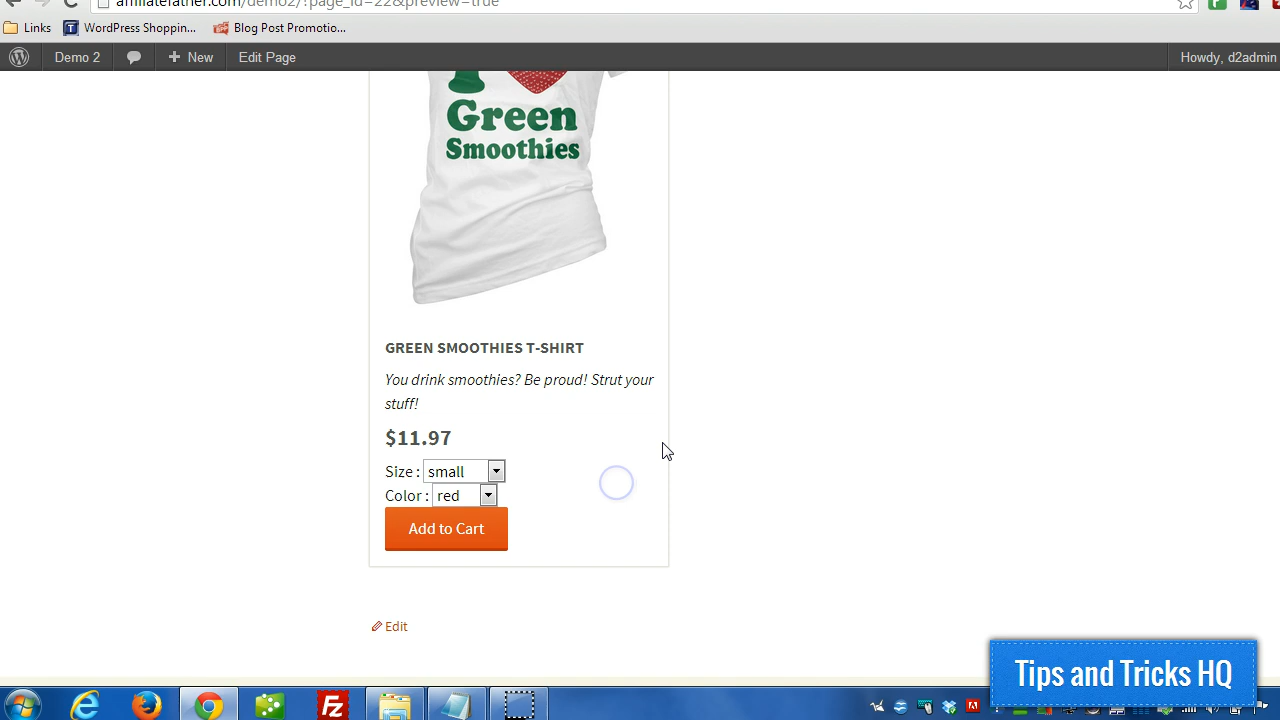 affiliatefather.com/demo2/?page_id=22&preview=true
Links
WordPress Shoppin...
Blog Post Promotio...
Demo 2
New
Edit Page
Howdy, d2admin
I
Green
Smoothies
GREEN SMOOTHIES T-SHIRT
You drink smoothies? Be proud! Strut your
stuff!
$11.97
Size : small
Color : red
Add to Cart
Edit
Tips and Tricks HQ